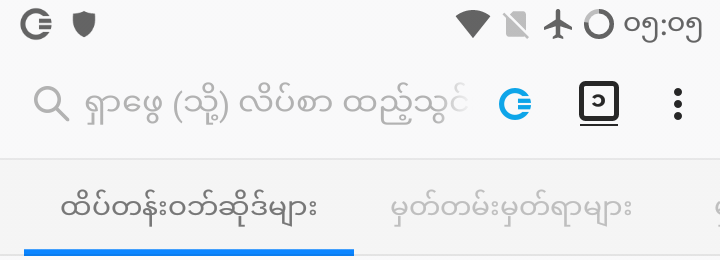 ၀၅:၀၅
ရှာဖွေ (သို့) လိပ်စာ ထည့်သွင်
၁
ထိပ်တန်းဝဘ်ဆိုဒ်များ မှတ်တမ်းမှတ်ရာများ